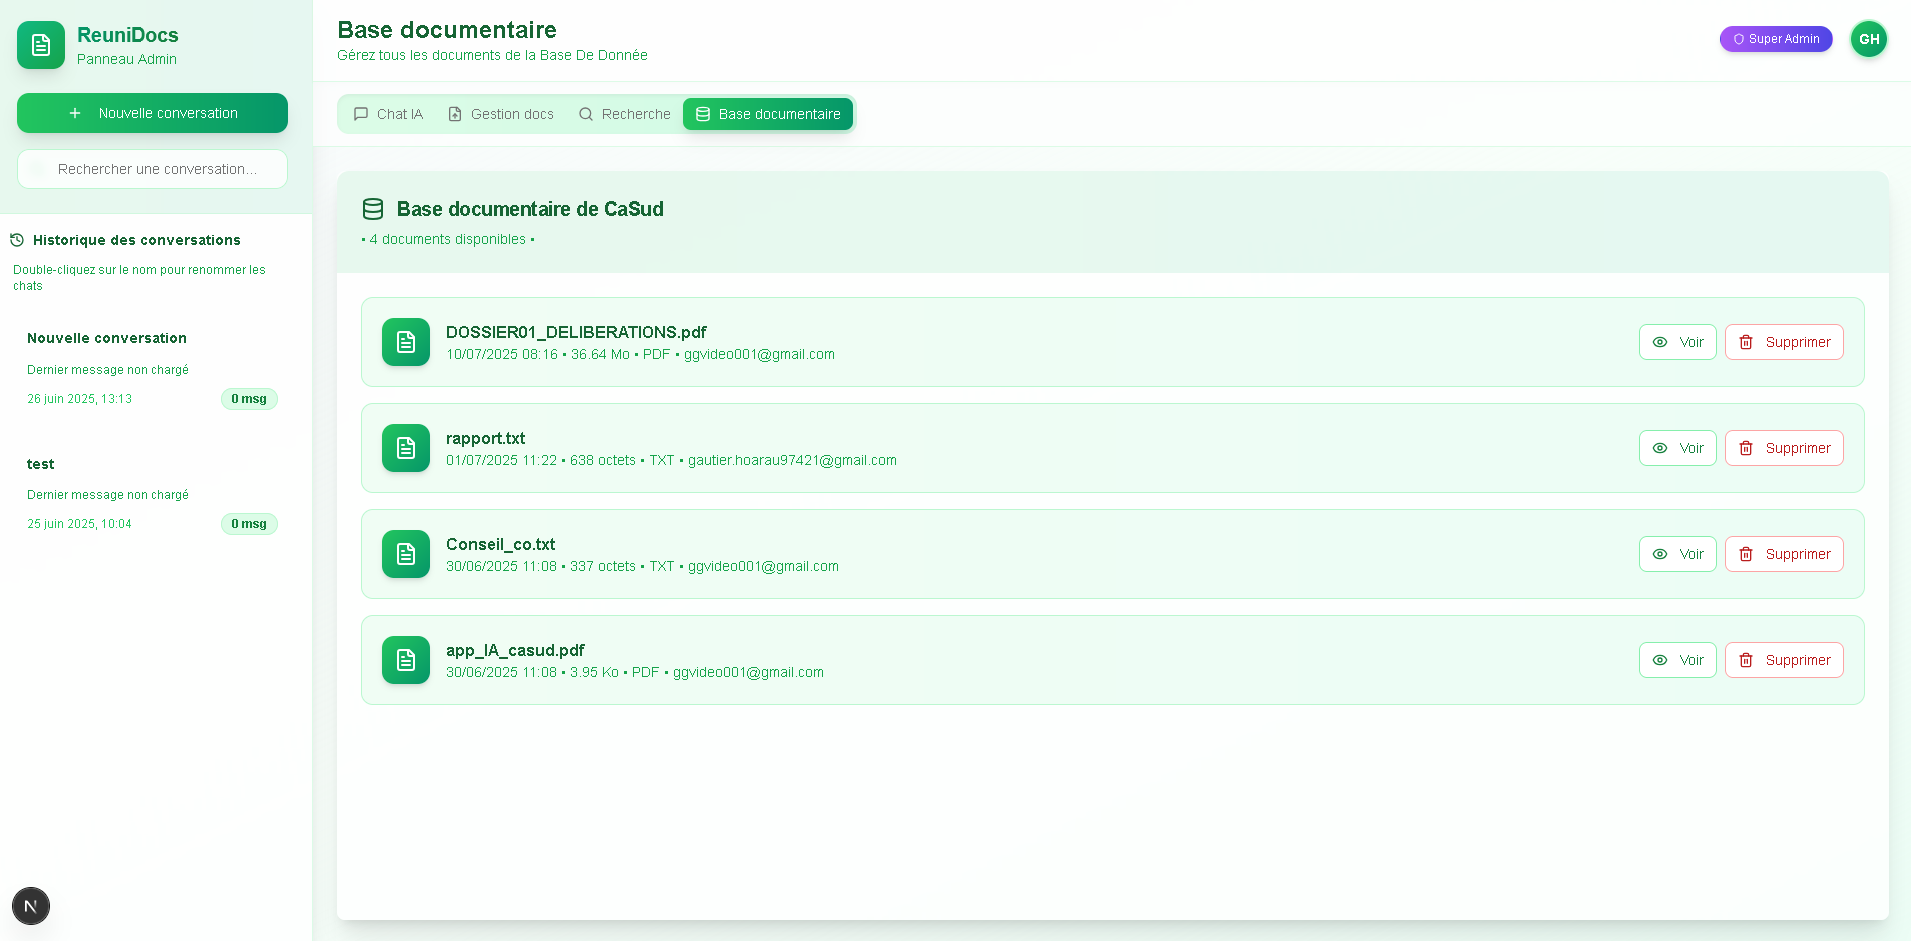 ReuniDocs
Panneau Admin
Nouvelle conversation
Rechercher une conversation...
Historique des conversations
Double-cliquez sur le nom pour renommer les
chats
Nouvelle conversation
Dernier message non chargé
26 juin 2025, 13:13
0 msg
test
Dernier message non chargé
25 juin 2025, 10:04
0 msg
N
Base documentaire
Gérez tous les documents de la Base De Donnée
Super Admin
GH
Chat IA
Gestion docs
Recherche
Base documentaire
Base documentaire de CaSud
• 4 documents disponibles •
DOSSIER01_DELIBERATIONS.pdf
10/07/2025 08:16 • 36.64 Mo • PDF • ggvideo001@gmail.com
Voir
Supprimer
rapport.txt
01/07/2025 11:22 • 638 octets • TXT • gautier.hoarau97421@gmail.com
Voir
Supprimer
Conseil_co.txt
30/06/2025 11:08 • 337 octets • TXT • ggvideo001@gmail.com
Voir
Supprimer
app_IA_casud.pdf
30/06/2025 11:08 • 3.95 Ko • PDF • ggvideo001@gmail.com
Voir
Supprimer